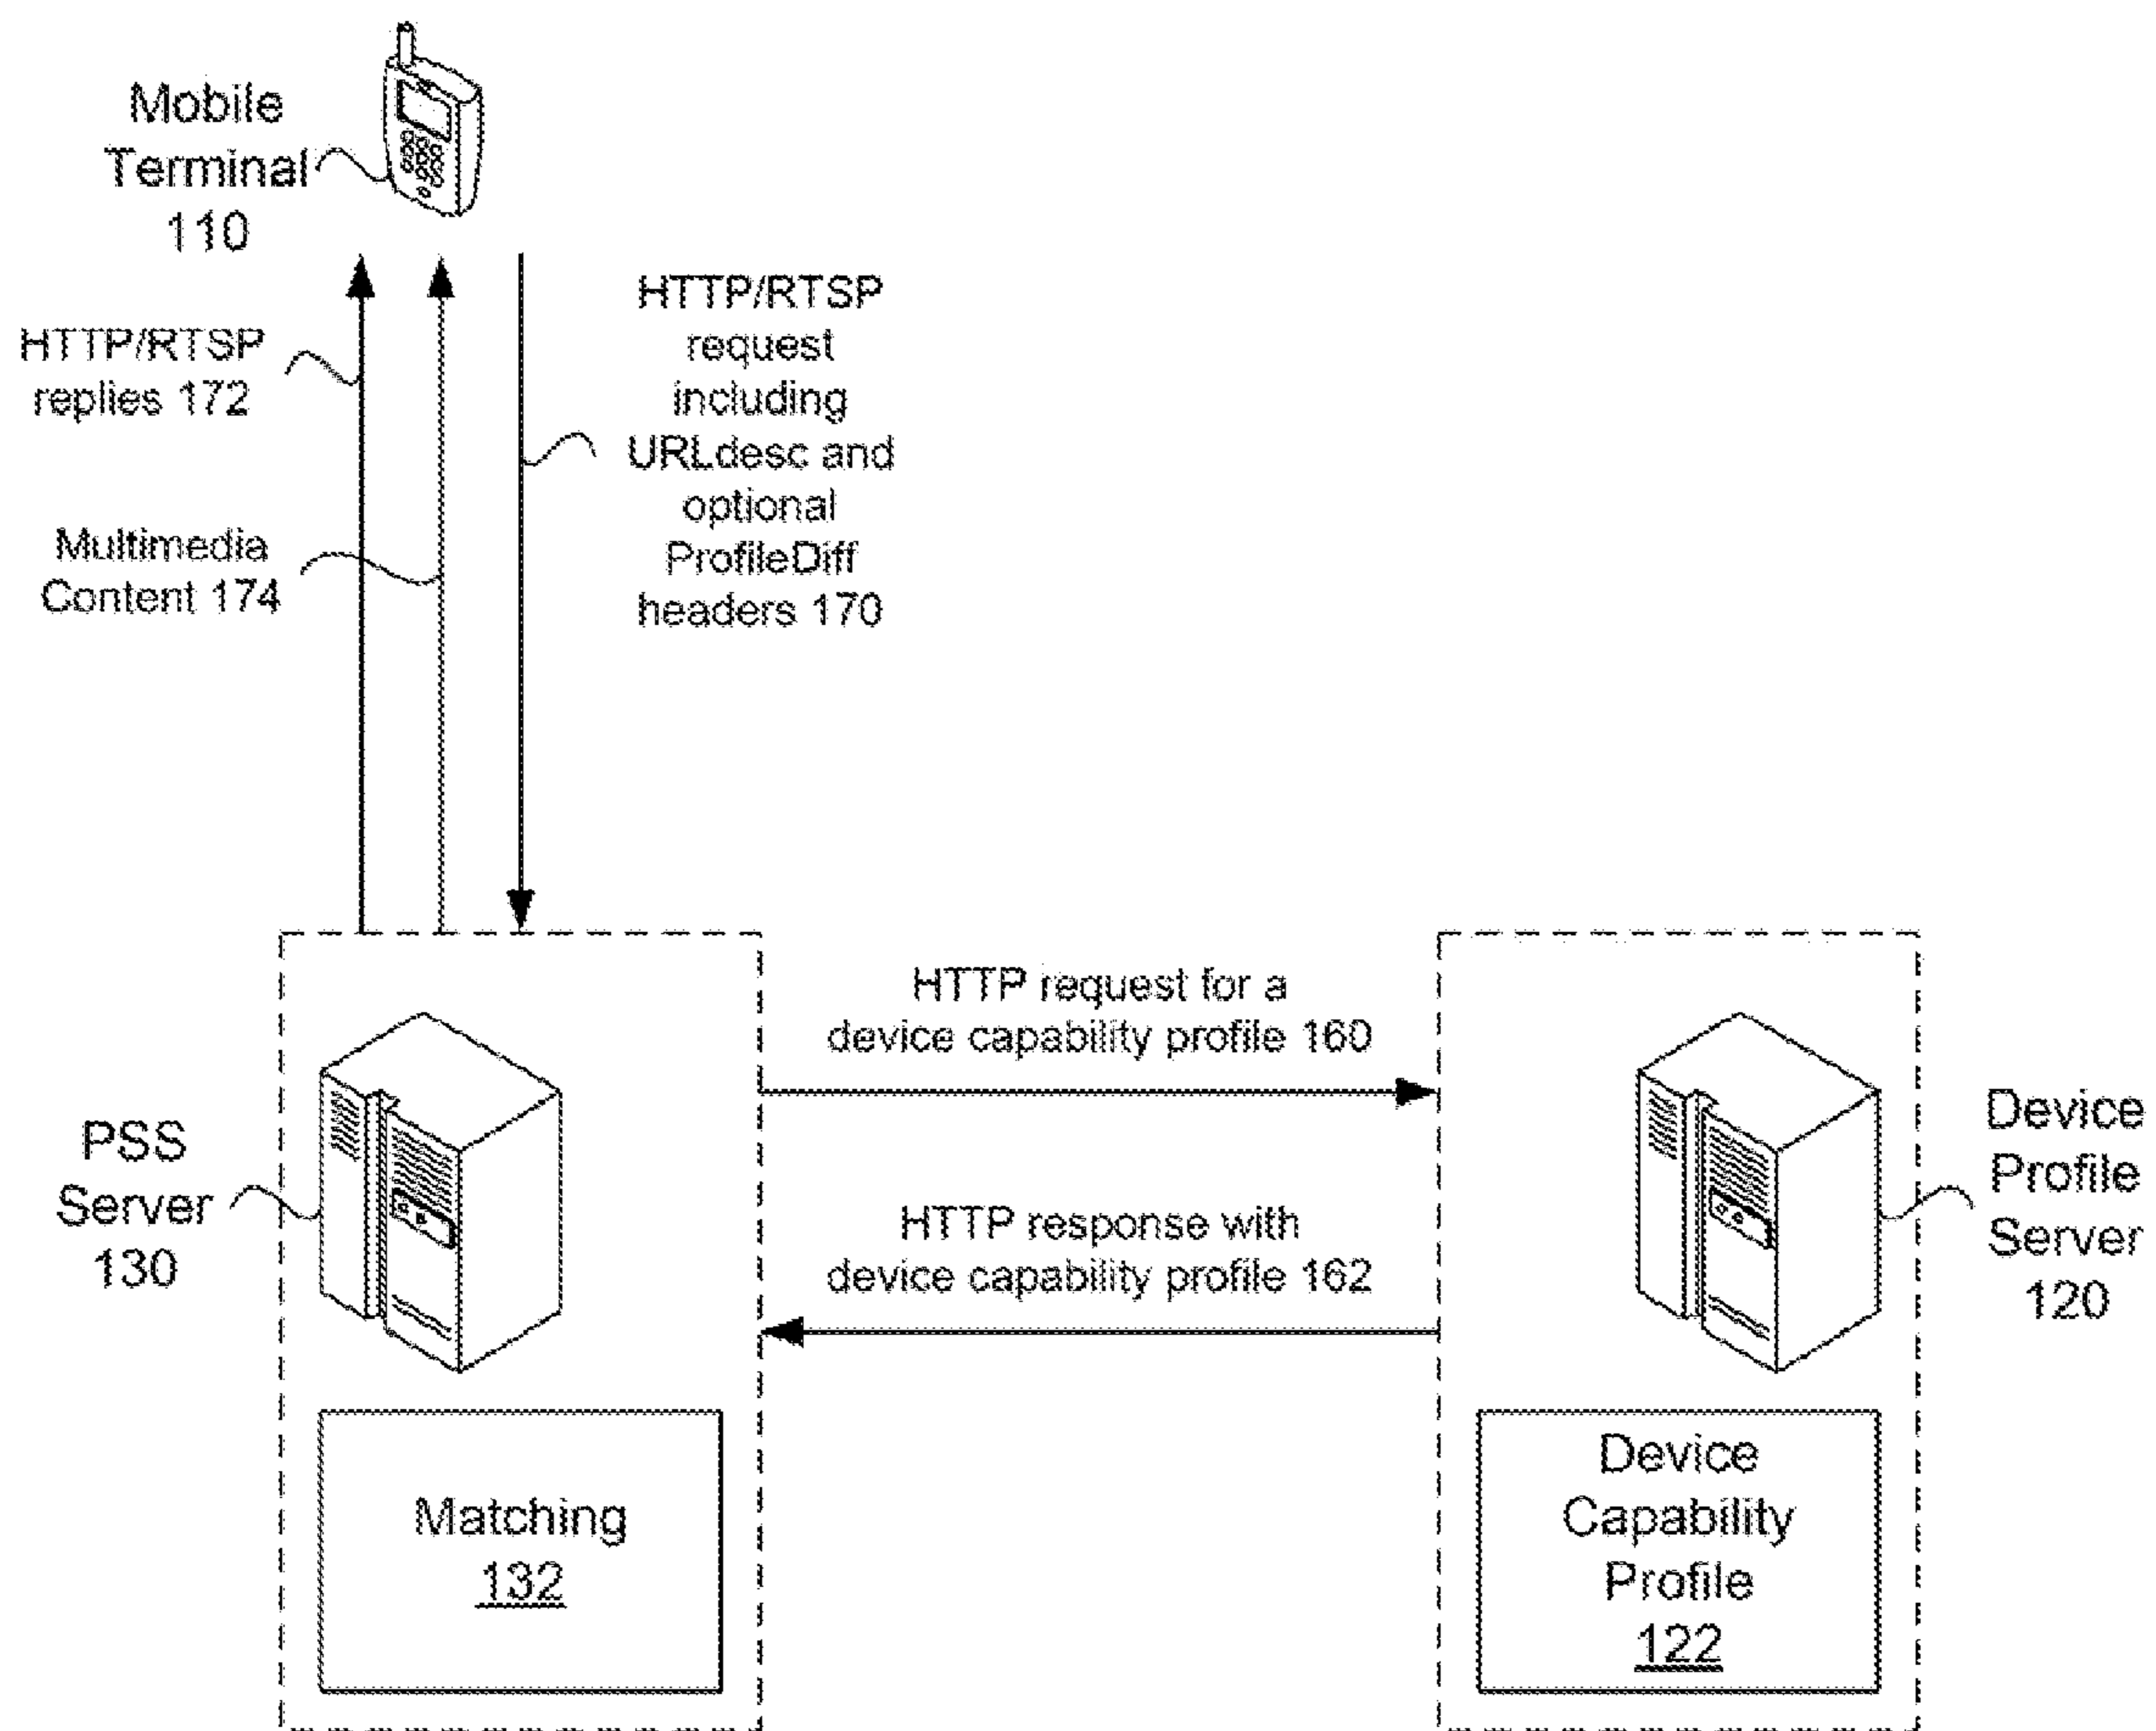 Mobile
Terminal
110
HTTP/RTSP
replies 172
Multimedia
Content 174
HTTP/RTSP
request
including
URLdesc and
optional
ProfileDiff
headers 170
HTTP request for a
device capability profile 160
HTTP response with
device capability profile 162
PSS
Server
130
Matching
132
Device
Profile
Server
120
Device
Capability
Profile
122